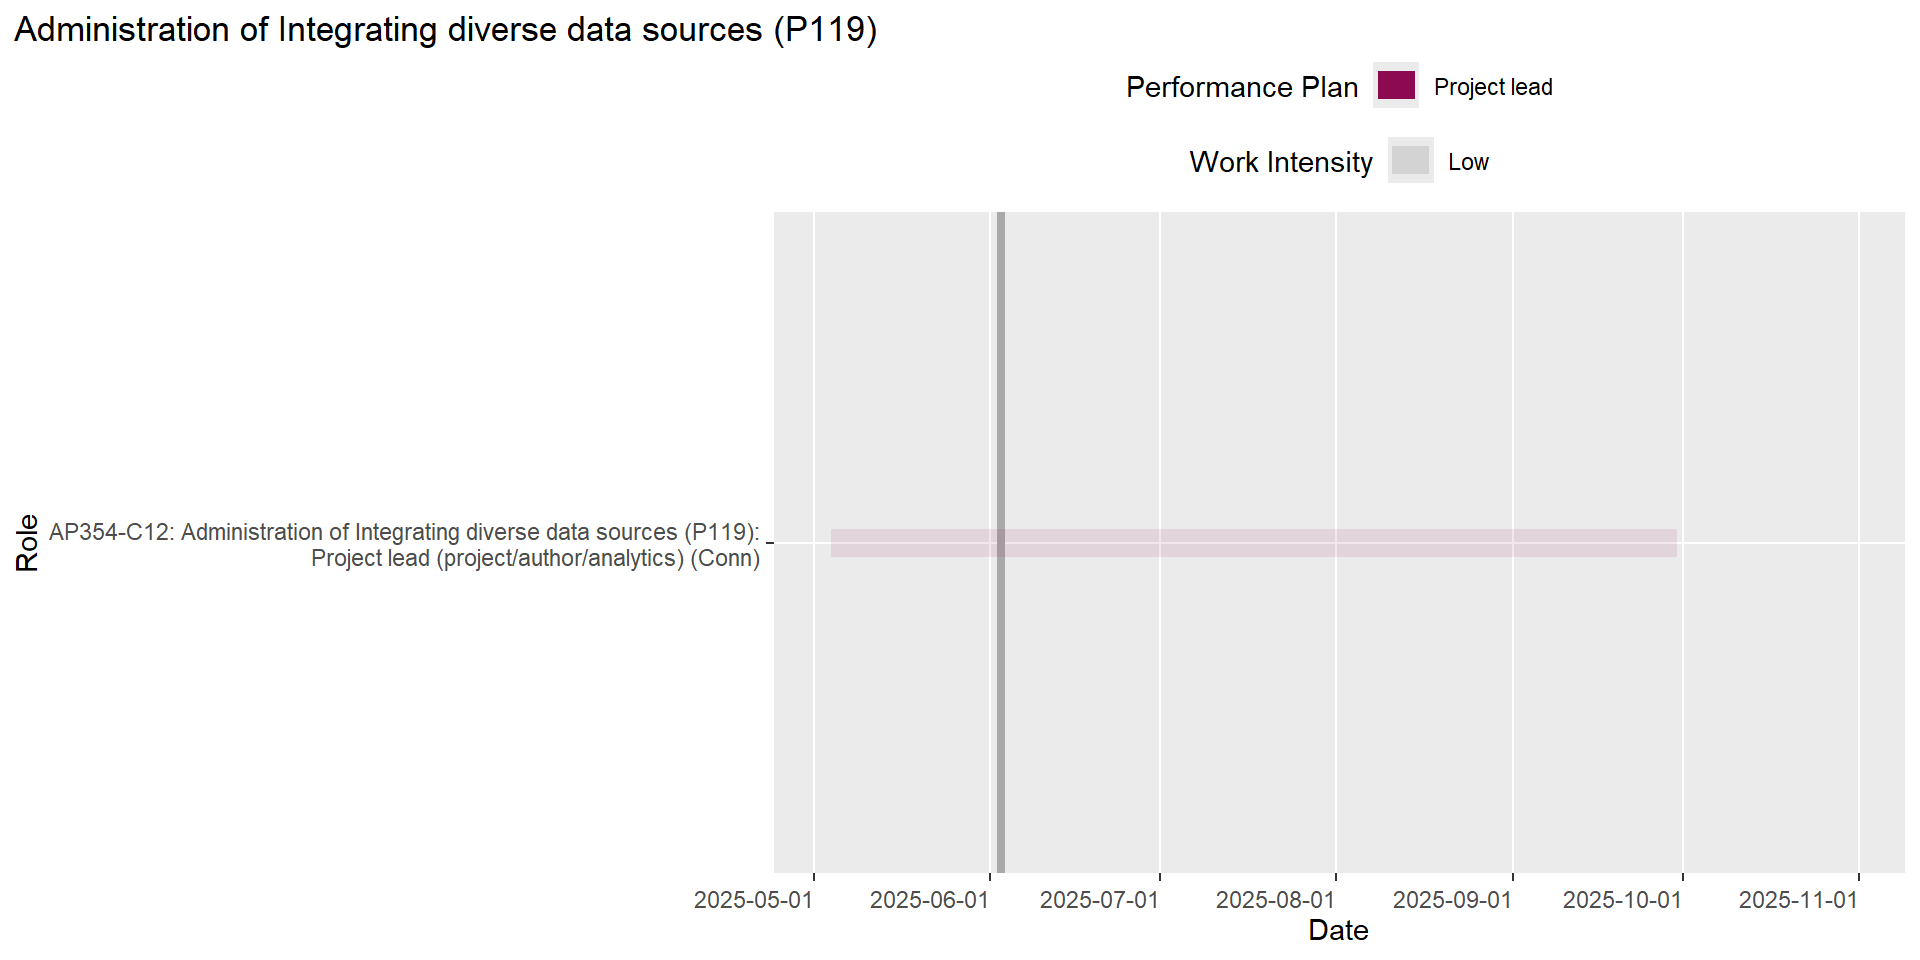 Administration of Integrating diverse data sources (P119)
Performance Plan
Project lead
Work Intensity
Low
Role
AP354-C12: Administration of Integrating diverse data sources (P119):
Project lead (project/author/analytics) (Conn)
2025-05-01
2025-06-01
2025-07-01
2025-08-01
2025-09-01
2025-10-01
2025-11-01
Date